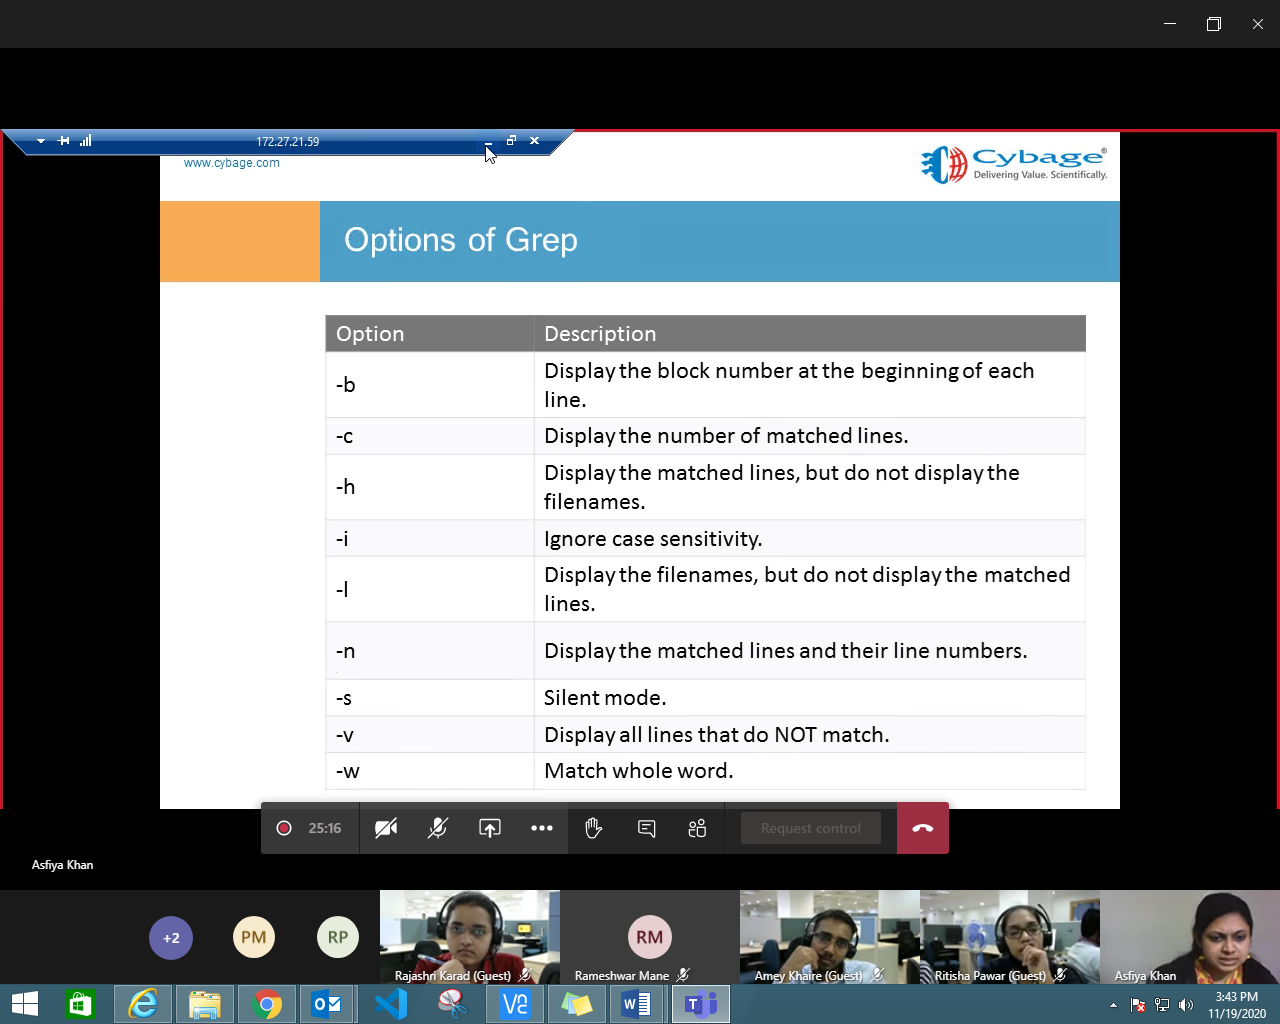 172.27.21.59
www.cybage.com
Cybage®
Delivering Value. Scientifically.
Options of Grep
Option Description
-b Display the block number at the beginning of each
line.
-c Display the number of matched lines.
-h Display the matched lines, but do not display the
filenames.
-i Ignore case sensitivity.
-l Display the filenames, but do not display the matched
lines.
-n Display the matched lines and their line numbers.
-s Silent mode.
-v Display all lines that do NOT match.
-w Match whole word.
25:16
Request control
Asfiya Khan
+2
PM
RP
RM
Rajashri Karad (Guest)
Rameshwar Mane
Amey Khaire (Guest)
Ritisha Pawar (Guest)
Asfiya Khan
3:43 PM
11/19/2020